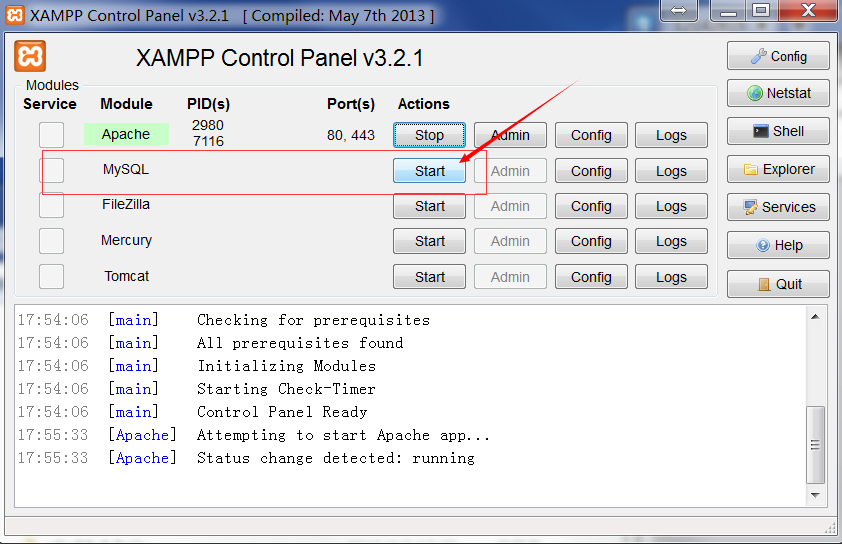 XAMPP Control Panel v3.2.1 [ Compiled: May 7th 2013 ]
XAMPP Control Panel v3.2.1
Config
Modules
Service Module PID(s) Port(s) Actions
Netstat
Apache 2980 7116 80, 443 Stop Admin Config Logs
Shell
MySQL Start Admin Config Logs
Explorer
FileZilla Start Admin Config Logs
Services
Mercury Start Admin Config Logs
Help
Tomcat Start Admin Config Logs
Quit
17:54:06 [main] Checking for prerequisites
17:54:06 [main] All prerequisites found
17:54:06 [main] Initializing Modules
17:54:06 [main] Starting Check-Timer
17:54:06 [main] Control Panel Ready
17:55:33 [Apache] Attempting to start Apache app...
17:55:33 [Apache] Status change detected: running